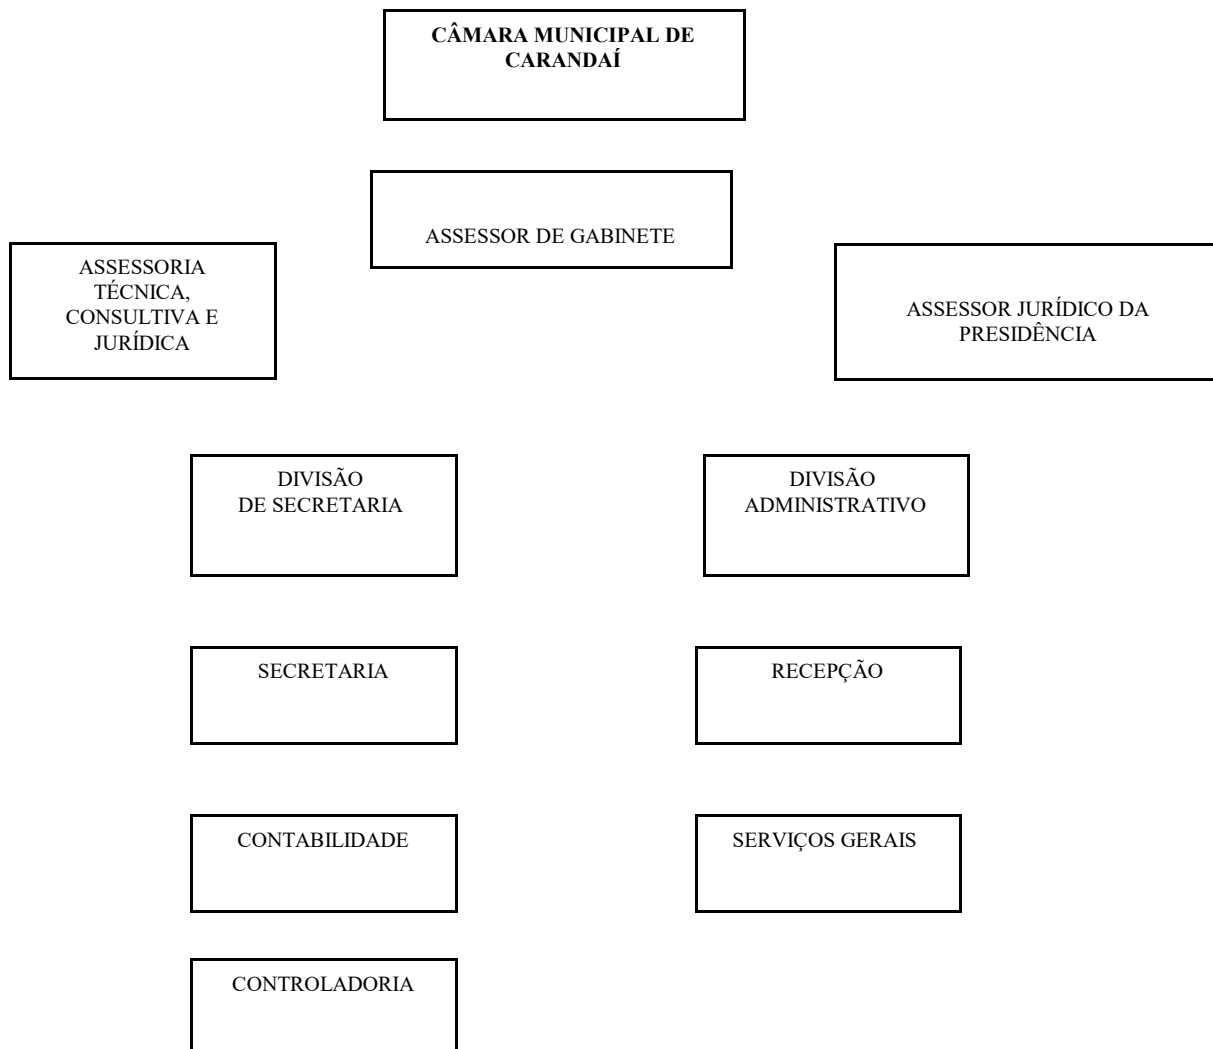 CÂMARA MUNICIPAL DE
CARANDAÍ
ASSESSOR DE GABINETE
ASSESSORIA
TÉCNICA,
CONSULTIVA E
JURÍDICA
ASSESSOR JURÍDICO DA
PRESIDÊNCIA
DIVISÃO
DE SECRETARIA
DIVISÃO
ADMINISTRATIVO
SECRETARIA
RECEPÇÃO
CONTABILIDADE
SERVIÇOS GERAIS
CONTROLADORIA